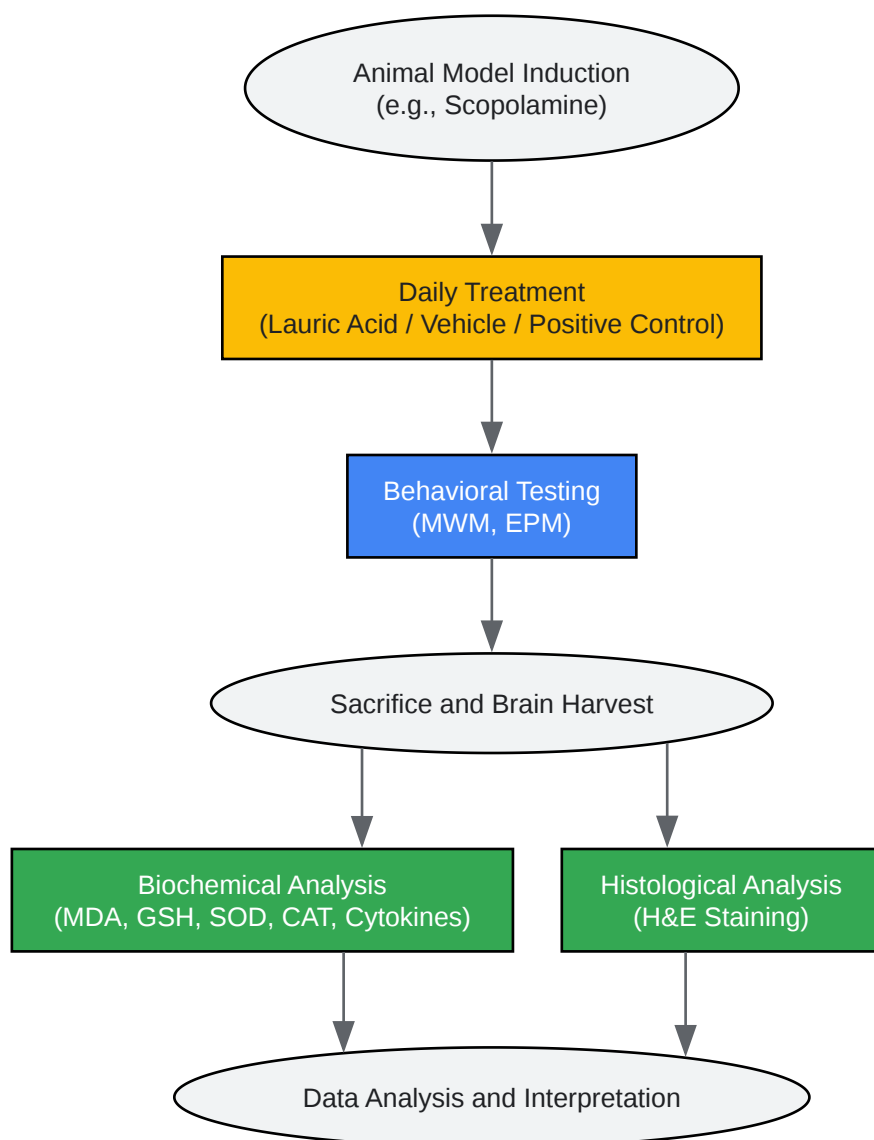 Animal Model Induction
(e.g., Scopolamine)
Daily Treatment
(Lauric Acid / Vehicle / Positive Control)
Behavioral Testing
(MWM, EPM)
Sacrifice and Brain Harvest
Biochemical Analysis
(MDA, GSH, SOD, CAT, Cytokines)
Histological Analysis
(H&E Staining)
Data Analysis and Interpretation